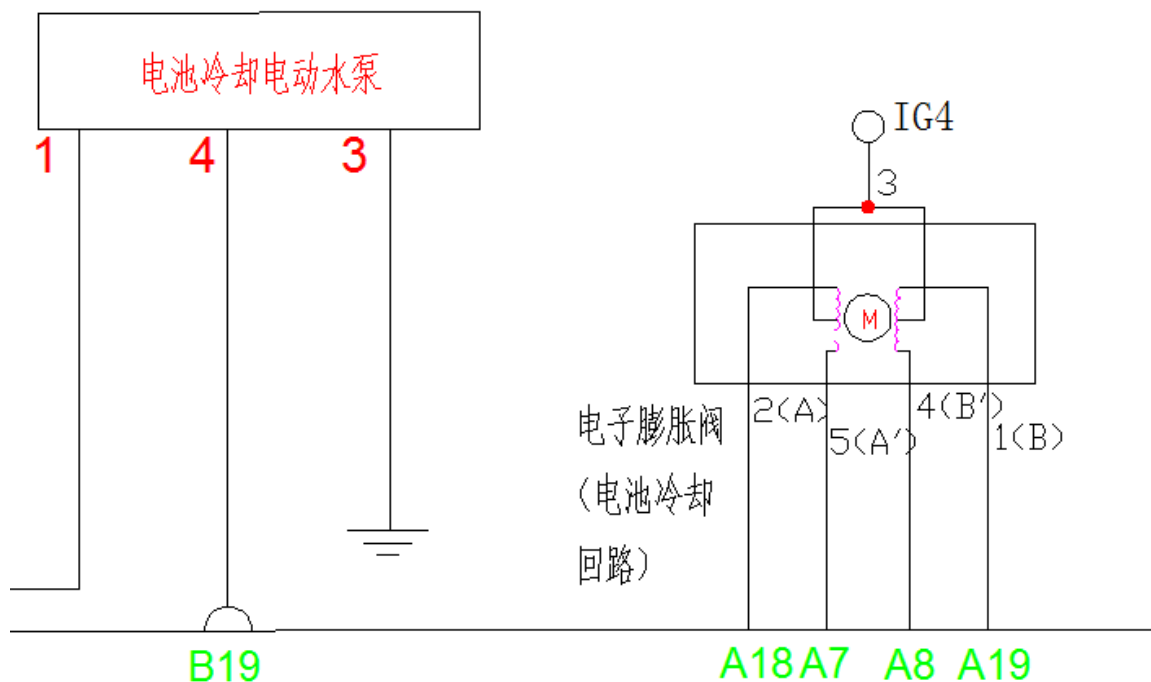 电池冷却电动水泵
1
4
3
IG4
3
M
2(A)
5(A')
4(B')
1(B)
电子膨胀阀
(电池冷却
回路)
B19
A18
A7
A8
A19